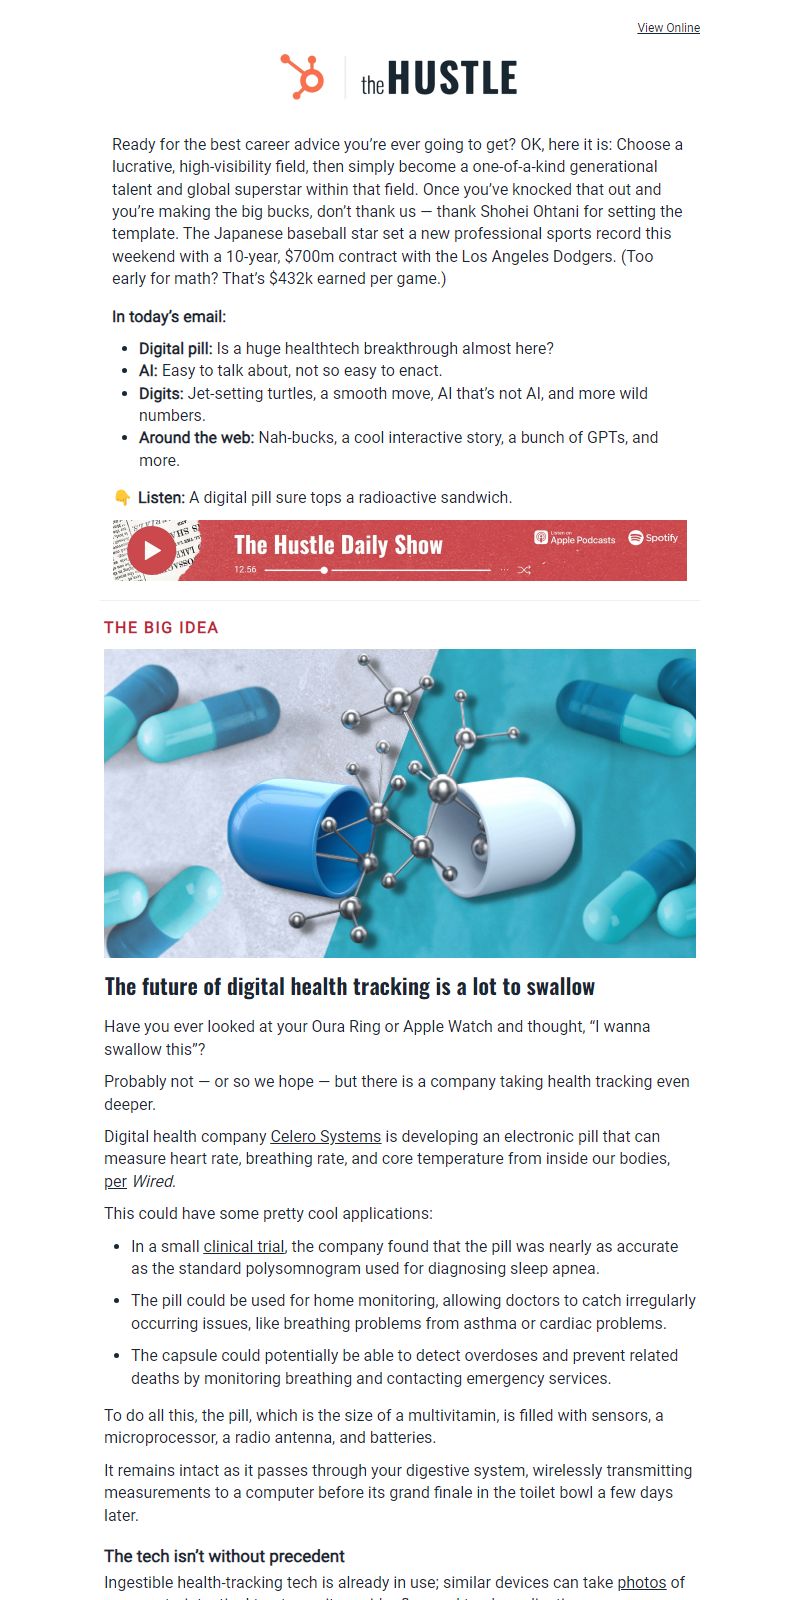 View Online
the HUSTLE
Ready for the best career advice you’re ever going to get? OK, here it is: Choose a
lucrative, high-visibility field, then simply become a one-of-a-kind generational
talent and global superstar within that field. Once you’ve knocked that out and
you’re making the big bucks, don’t thank us — thank Shohei Ohtani for setting the
template. The Japanese baseball star set a new professional sports record this
weekend with a 10-year, $700m contract with the Los Angeles Dodgers. (Too
early for math? That’s $432k earned per game.)
In today’s email:
• Digital pill: Is a huge healthtech breakthrough almost here?
• AI: Easy to talk about, not so easy to enact.
• Digits: Jet-setting turtles, a smooth move, AI that’s not AI, and more wild
numbers.
• Around the web: Nah-bucks, a cool interactive story, a bunch of GPTs, and
more.
👇 Listen: A digital pill sure tops a radioactive sandwich.
The Hustle Daily Show
Listen on
Apple Podcasts
Spotify
12:56
THE BIG IDEA
The future of digital health tracking is a lot to swallow
Have you ever looked at your Oura Ring or Apple Watch and thought, “I wanna
swallow this”?
Probably not — or so we hope — but there is a company taking health tracking even
deeper.
Digital health company Celero Systems is developing an electronic pill that can
measure heart rate, breathing rate, and core temperature from inside our bodies,
per Wired.
This could have some pretty cool applications:
• In a small clinical trial, the company found that the pill was nearly as accurate
as the standard polysomnogram used for diagnosing sleep apnea.
• The pill could be used for home monitoring, allowing doctors to catch irregularly
occurring issues, like breathing problems from asthma or cardiac problems.
• The capsule could potentially be able to detect overdoses and prevent related
deaths by monitoring breathing and contacting emergency services.
To do all this, the pill, which is the size of a multivitamin, is filled with sensors, a
microprocessor, a radio antenna, and batteries.
It remains intact as it passes through your digestive system, wirelessly transmitting
measurements to a computer before its grand finale in the toilet bowl a few days
later.
The tech isn’t without precedent
Ingestible health-tracking tech is already in use; similar devices can take photos of